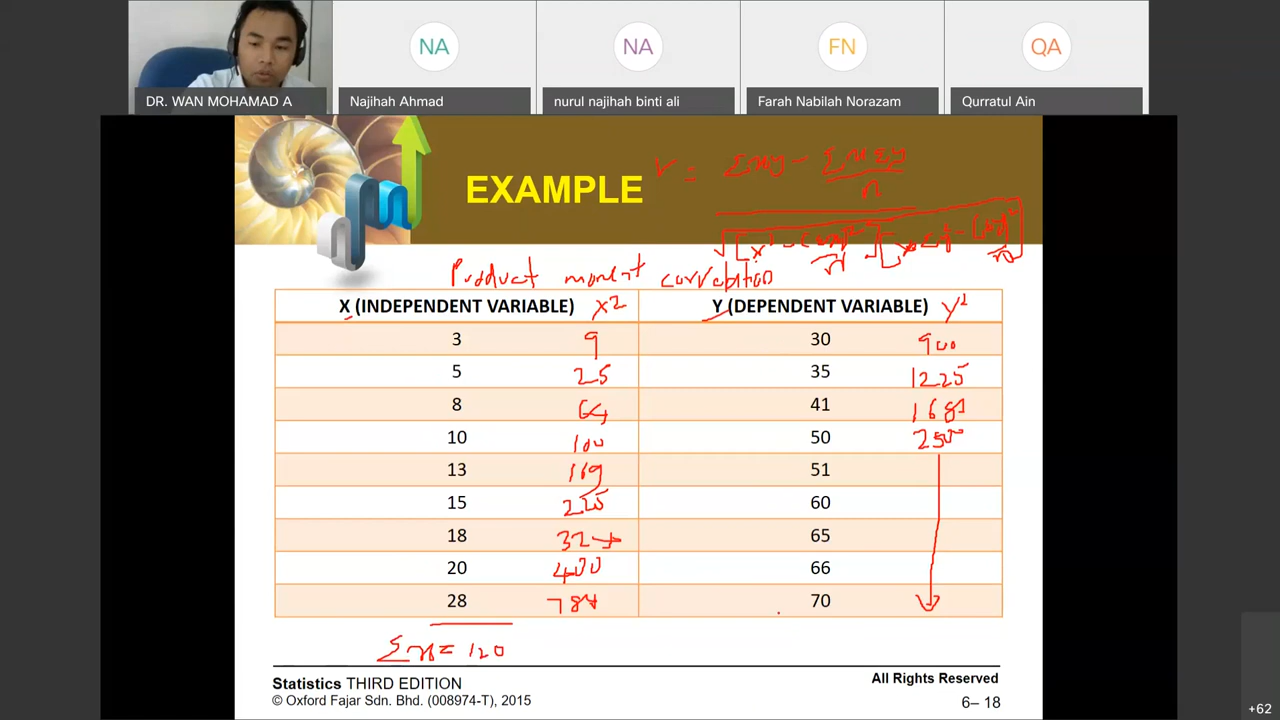 NA
NA
FN
QA
DR. WAN MOHAMAD A
Najihah Ahmad
nurul najihah binti ali
Farah Nabilah Norazam
Qurratul Ain
EXAMPLE
r = Σxy - Σx Σy
n
Product moment correlation
X (INDEPENDENT VARIABLE) X2 Y (DEPENDENT VARIABLE) Y²
3 9 30 900
5 25 35 1225
8 64 41 1681
10 100 50 2500
13 169 51
15 225 60
18 324 65
20 400 66
28 784 70
Σx = 120
Statistics THIRD EDITION
All Rights Reserved
© Oxford Fajar Sdn. Bhd. (008974-T), 2015
6– 18
+62